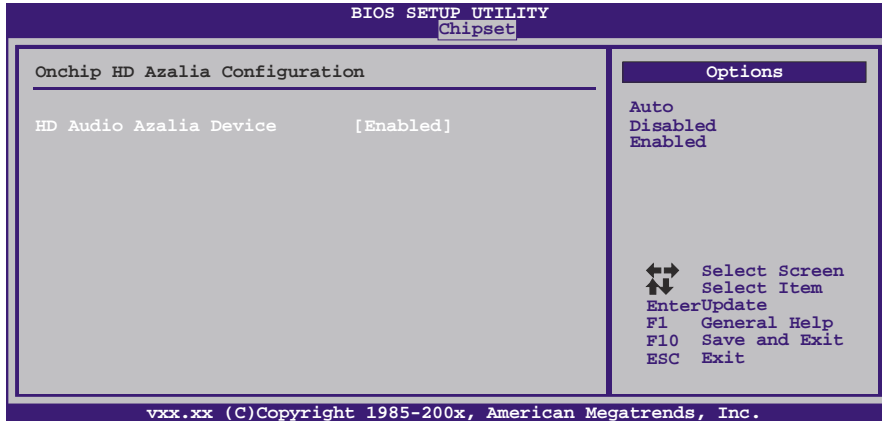 BIOS SETUP UTILITY
Chipset
Onchip HD Azalia Configuration
HD Audio Azalia Device [Enabled]
Options
Auto
Disabled
Enabled
Select Screen
Select Item
EnterUpdate
F1 General Help
F10 Save and Exit
ESC Exit
vxx.xx (C)Copyright 1985-200x, American Megatrends, Inc.